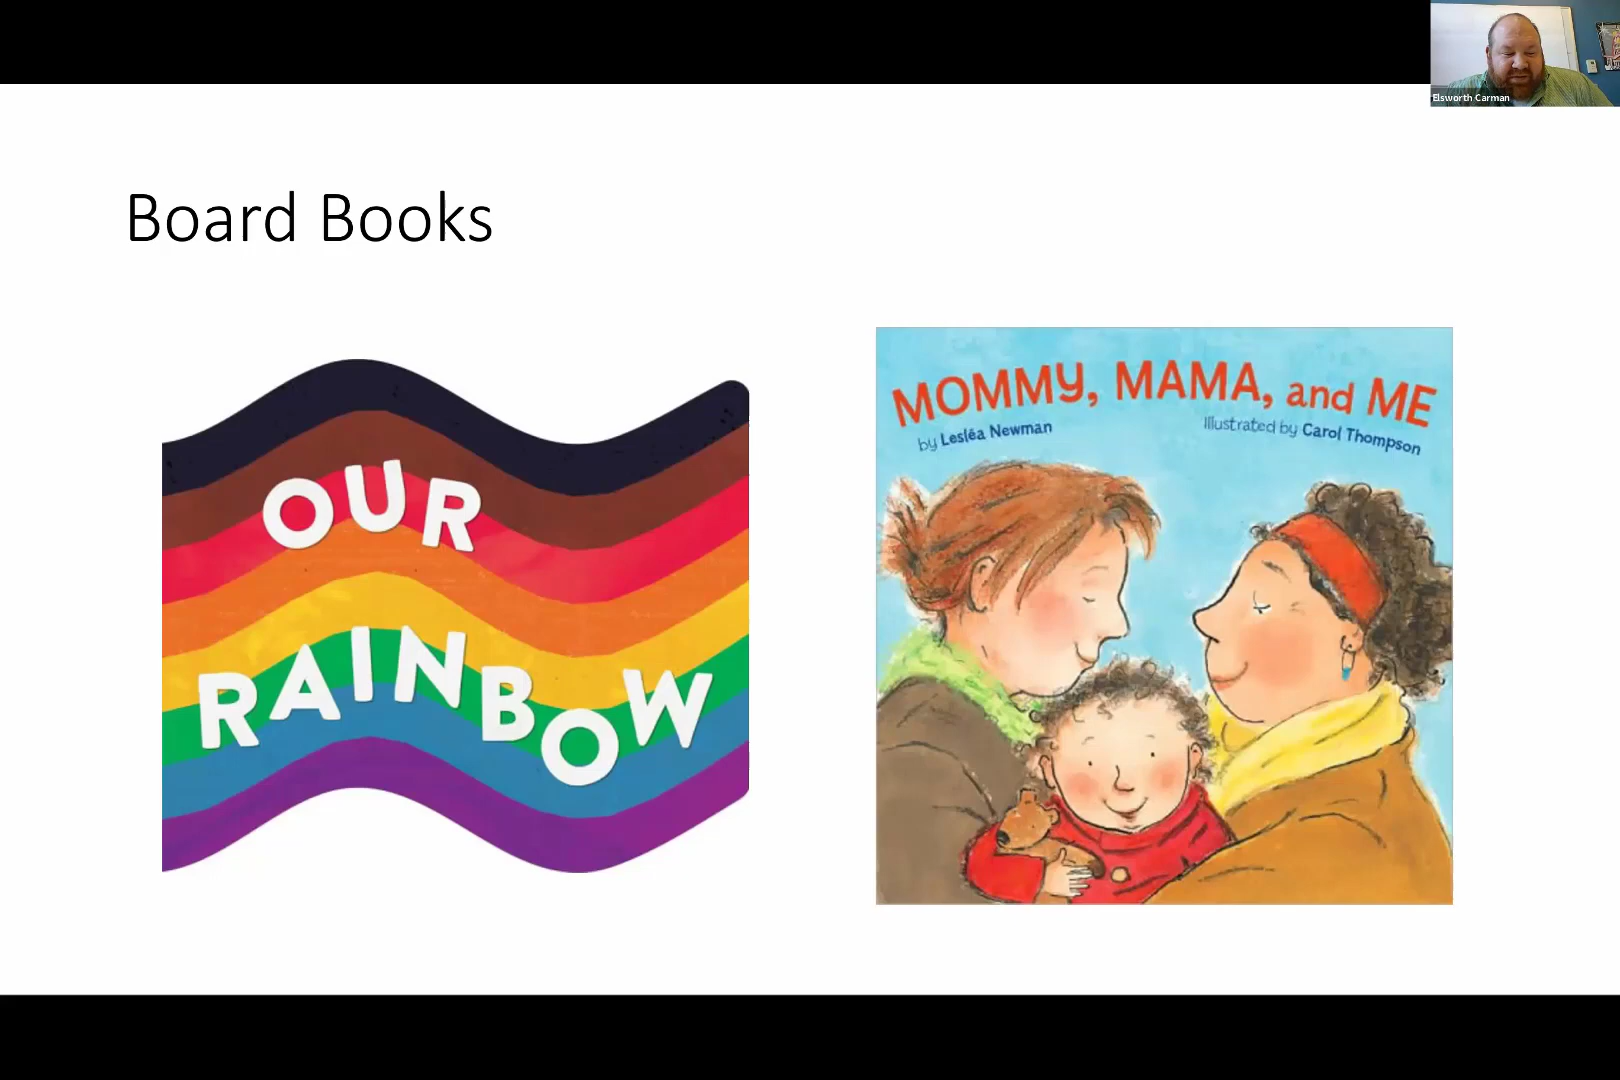 Elsworth Carman
Board Books
OUR
RAINBOW
MOMMY, MAMA, and ME
by Lesléa Newman
Illustrated by Carol Thompson